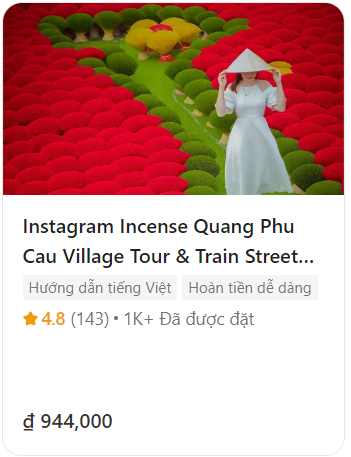 Instagram Incense Quang Phu
Cau Village Tour & Train Street...
Hướng dẫn tiếng Việt Hoàn tiền dễ dàng
4.8 (143) • 1K+ Đã được đặt
₫ 944,000